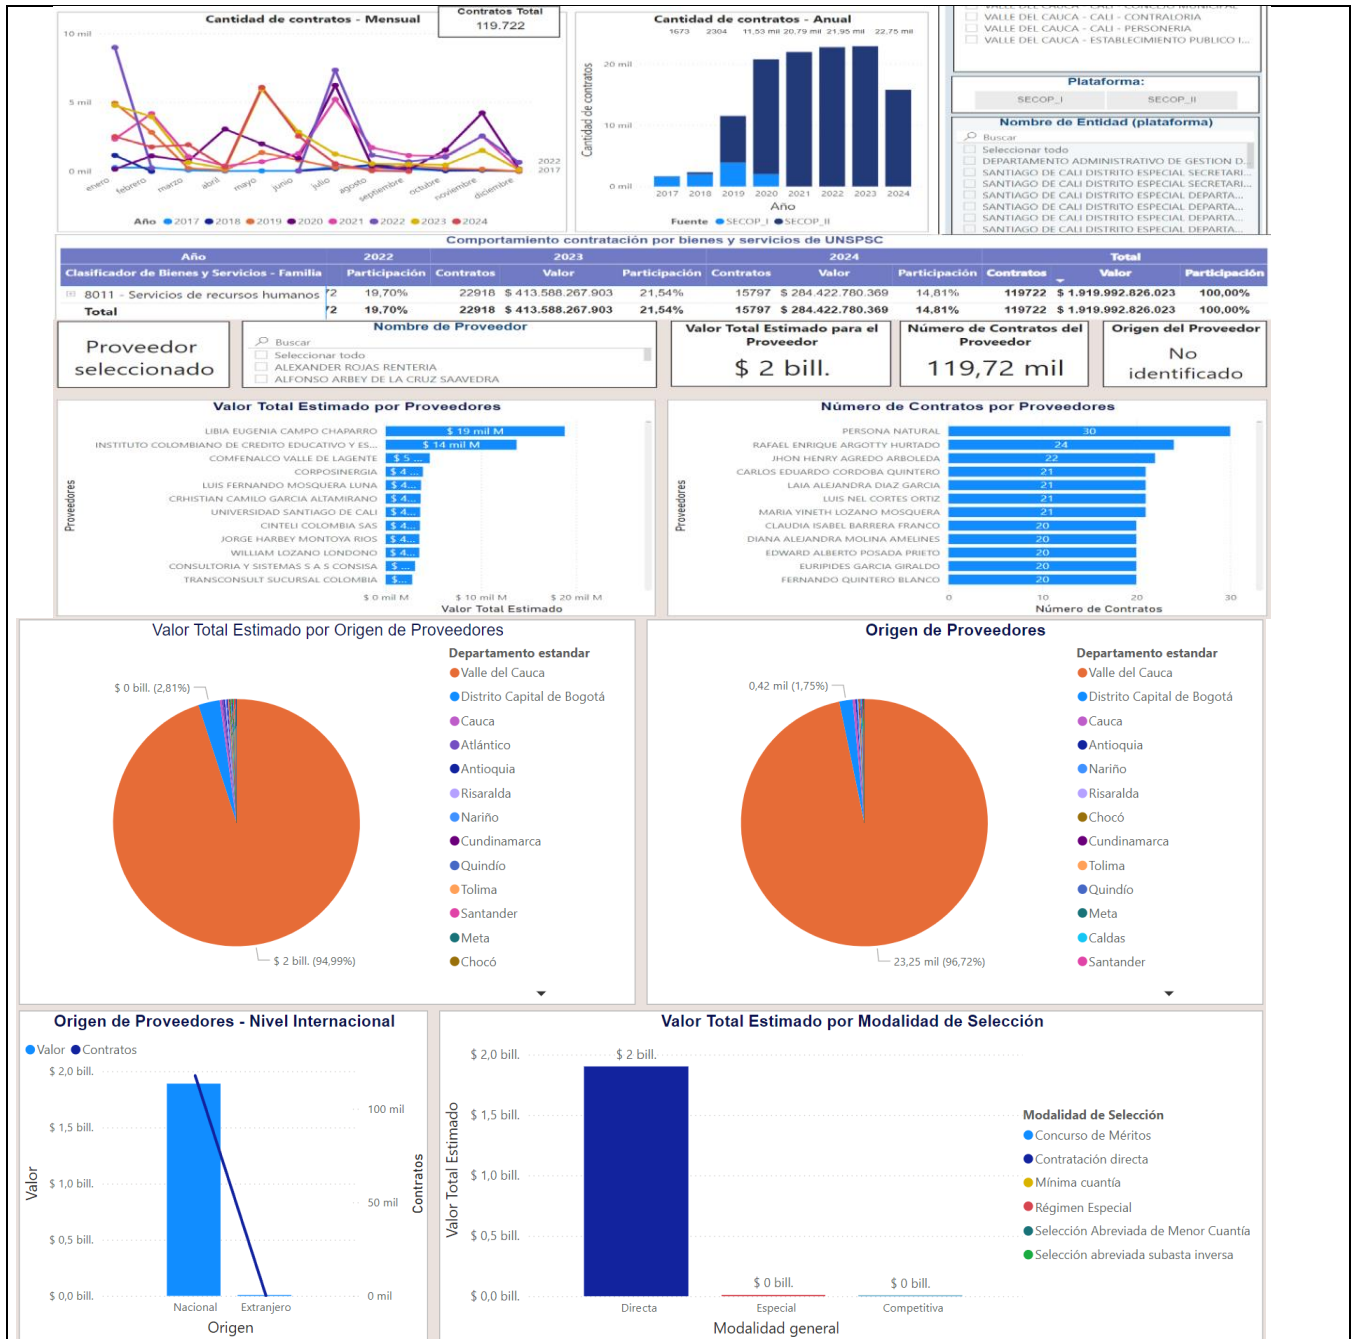 Cantidad de contratos - Mensual
Contratos Total
119.722
10 mil
5 mil
0 mil
enero
febrero
marzo
abril
mayo
junio
julio
agosto
septiembre
octubre
noviembre
diciembre
2022
2017
Año 2017 2018 2019 2020 2021 2022 2023 2024
Cantidad de contratos - Anual
1673 2304 11,53 mil 20,79 mil 21,95 mil 22,75 mil
Cantidad de contratos
20 mil
10 mil
0 mil
2017 2018 2019 2020 2021 2022 2023 2024
Año
Fuente SECOP_I SECOP_II
VALLE DEL CAUCA - CALI - CONCEJO MUNICIPAL
VALLE DEL CAUCA - CALI - CONTRALORIA
VALLE DEL CAUCA - CALI - PERSONERIA
VALLE DEL CAUCA - ESTABLECIMIENTO PUBLICO I...
Plataforma:
SECOP_I SECOP_II
Nombre de Entidad (plataforma)
Buscar
Seleccionar todo
DEPARTAMENTO ADMINISTRATIVO DE GESTION D...
SANTIAGO DE CALI DISTRITO ESPECIAL SECRETARI...
SANTIAGO DE CALI DISTRITO ESPECIAL SECRETARI...
SANTIAGO DE CALI DISTRITO ESPECIAL DEPARTA...
SANTIAGO DE CALI DISTRITO ESPECIAL DEPARTA...
SANTIAGO DE CALI DISTRITO ESPECIAL DEPARTA...
SANTIAGO DE CALI DISTRITO ESPECIAL DEPARTA...
Comportamiento contratación por bienes y servicios de UNSPSC
Año 2022 2023 2024 Total
Clasificador de Bienes y Servicios - Familia Participación Contratos Valor Participación Contratos Valor Participación Contratos Valor Participación
8011 - Servicios de recursos humanos 72 19,70% 22918 $ 413.588.267.903 21,54% 15797 $ 284.422.780.369 14,81% 119722 $ 1.919.992.826.023 100,00%
Total 72 19,70% 22918 $ 413.588.267.903 21,54% 15797 $ 284.422.780.369 14,81% 119722 $ 1.919.992.826.023 100,00%
Proveedor
seleccionado
Nombre de Proveedor
Buscar
Seleccionar todo
ALEXANDER ROJAS RENTERIA
ALFONSO ARBEY DE LA CRUZ SAAVEDRA
Valor Total Estimado para el
Proveedor
$ 2 bill.
Número de Contratos del
Proveedor
119,72 mil
Origen del Proveedor
No
identificado
Valor Total Estimado por Proveedores
Proveedores
LIBIA EUGENIA CAMPO CHAPARRO $ 19 mil M
INSTITUTO COLOMBIANO DE CREDITO EDUCATIVO Y ES... $ 14 mil M
COMFENALCO VALLE DE LAGENTE $ 5 ...
CORPOSINERGIA $ 4 ...
LUIS FERNANDO MOSQUERA LUNA $ 4...
CRHISTIAN CAMILO GARCIA ALTAMIRANO $ 4...
UNIVERSIDAD SANTIAGO DE CALI $ 4...
CINTELI COLOMBIA SAS $ 4...
JORGE HARBEY MONTOYA RIOS $ 4...
WILLIAM LOZANO LONDONO $ 4...
CONSULTORIA Y SISTEMAS S A S CONSISA $ ...
TRANSCONSULT SUCURSAL COLOMBIA $...
$ 0 mil M $ 10 mil M $ 20 mil M
Valor Total Estimado
Número de Contratos por Proveedores
Proveedores
PERSONA NATURAL 30
RAFAEL ENRIQUE ARGOTTY HURTADO 24
JHON HENRY AGREDO ARBOLEDA 22
CARLOS EDUARDO CORDOBA QUINTERO 21
LAIA ALEJANDRA DIAZ GARCIA 21
LUIS NEL CORTES ORTIZ 21
MARIA YINETH LOZANO MOSQUERA 21
CLAUDIA ISABEL BARRERA FRANCO 20
DIANA ALEJANDRA MOLINA AMELINES 20
EDWARD ALBERTO POSADA PRIETO 20
EURIPIDES GARCIA GIRALDO 20
FERNANDO QUINTERO BLANCO 20
0 10 20 30
Número de Contratos
Valor Total Estimado por Origen de Proveedores
$ 0 bill. (2,81%)
$ 2 bill. (94,99%)
Departamento estandar
Valle del Cauca
Distrito Capital de Bogotá
Cauca
Atlántico
Antioquia
Risaralda
Nariño
Cundinamarca
Quindío
Tolima
Santander
Meta
Chocó
Origen de Proveedores
0,42 mil (1,75%)
23,25 mil (96,72%)
Departamento estandar
Valle del Cauca
Distrito Capital de Bogotá
Cauca
Antioquia
Nariño
Risaralda
Chocó
Cundinamarca
Tolima
Quindío
Meta
Caldas
Santander
Origen de Proveedores - Nivel Internacional
Valor Contratos
Valor
$ 2,0 bill.
$ 1,5 bill.
$ 1,0 bill.
$ 0,5 bill.
$ 0,0 bill.
100 mil
50 mil
0 mil
Contratos
Nacional Extranjero
Origen
Valor Total Estimado por Modalidad de Selección
Valor Total Estimado
$ 2,0 bill.
$ 1,5 bill.
$ 1,0 bill.
$ 0,5 bill.
$ 0,0 bill.
$ 2 bill.
$ 0 bill.
$ 0 bill.
Directa Especial Competitiva
Modalidad general
Modalidad de Selección
Concurso de Méritos
Contratación directa
Mínima cuantía
Régimen Especial
Selección Abreviada de Menor Cuantía
Selección abreviada subasta inversa